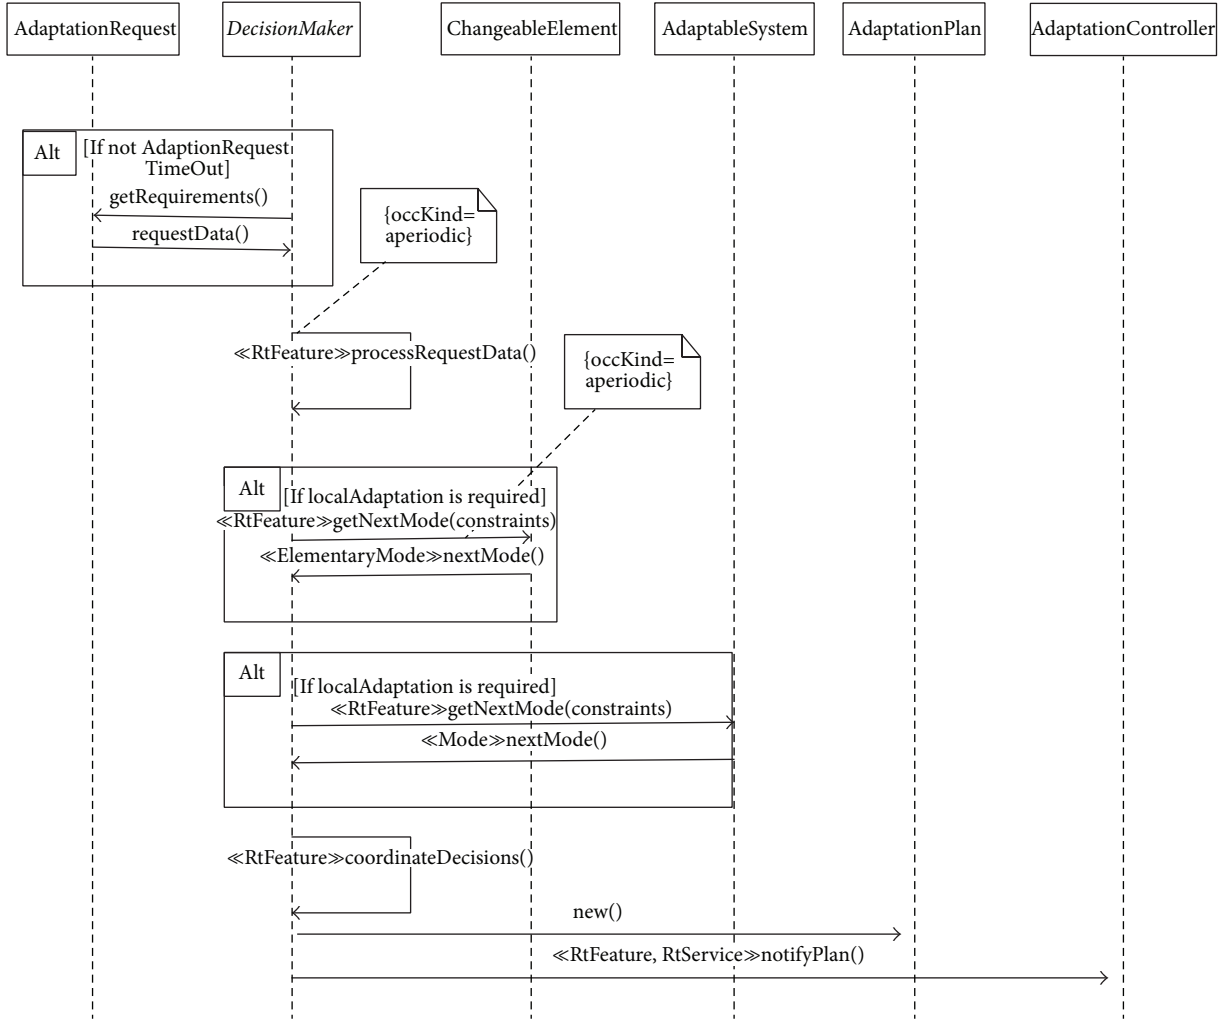 AdaptationRequest
DecisionMaker
ChangeableElement
AdaptableSystem
AdaptationPlan
AdaptationController
Alt
[If not AdaptionRequest
TimeOut]
getRequirements()
requestData()
{occKind=
aperiodic}
≪RtFeature≫processRequestData()
{occKind=
aperiodic}
Alt
[If localAdaptation is required]
≪RtFeature≫getNextMode(constraints)
≪ElementaryMode≫nextMode()
Alt
[If localAdaptation is required]
≪RtFeature≫getNextMode(constraints)
≪Mode≫nextMode()
≪RtFeature≫coordinateDecisions()
new()
≪RtFeature, RtService≫notifyPlan()